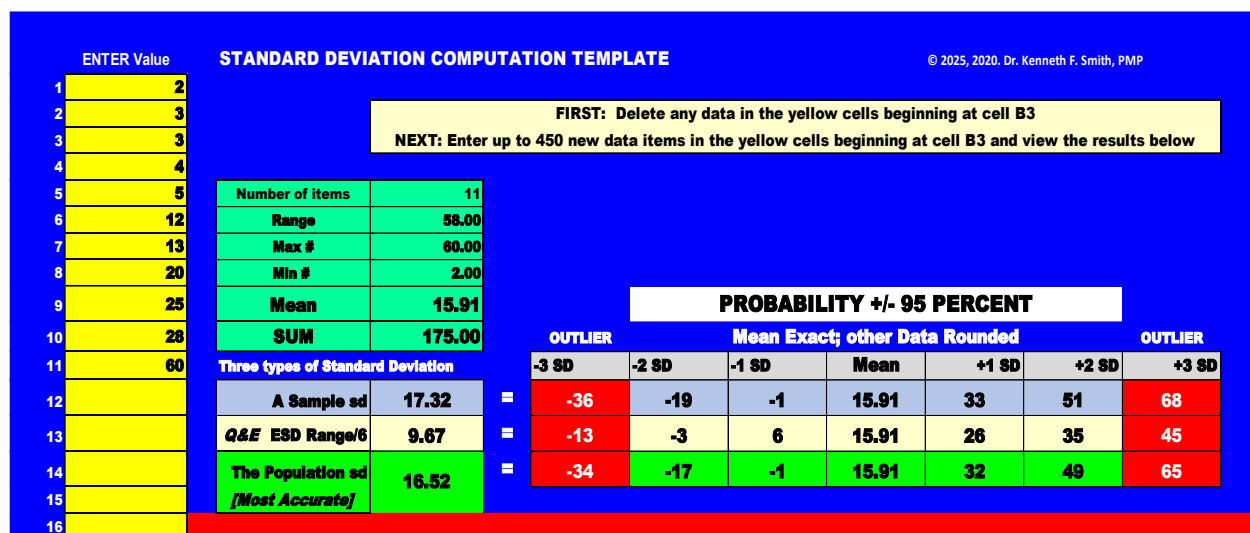 ENTER Value STANDARD DEVIATION COMPUTATION TEMPLATE © 2025, 2020. Dr. Kenneth F. Smith, PMP
1 2
2 3 FIRST: Delete any data in the yellow cells beginning at cell B3
3 3 NEXT: Enter up to 450 new data items in the yellow cells beginning at cell B3 and view the results below
4 4
5 5 Number of items 11
6 12 Range 58.00
7 13 Max # 60.00
8 20 Min # 2.00
9 25 Mean 15.91 PROBABILITY +/- 95 PERCENT
10 28 SUM 175.00 OUTLIER Mean Exact; other Data Rounded OUTLIER
11 60 Three types of Standard Deviation -3 SD -2 SD -1 SD Mean +1 SD +2 SD +3 SD
12 A Sample sd 17.32 = -36 -19 -1 15.91 33 51 68
13 Q&E ESD Range/6 9.67 = -13 -3 6 15.91 26 35 45
14 The Population sd 16.52 = -34 -17 -1 15.91 32 49 65
15 [Most Accurate]
16